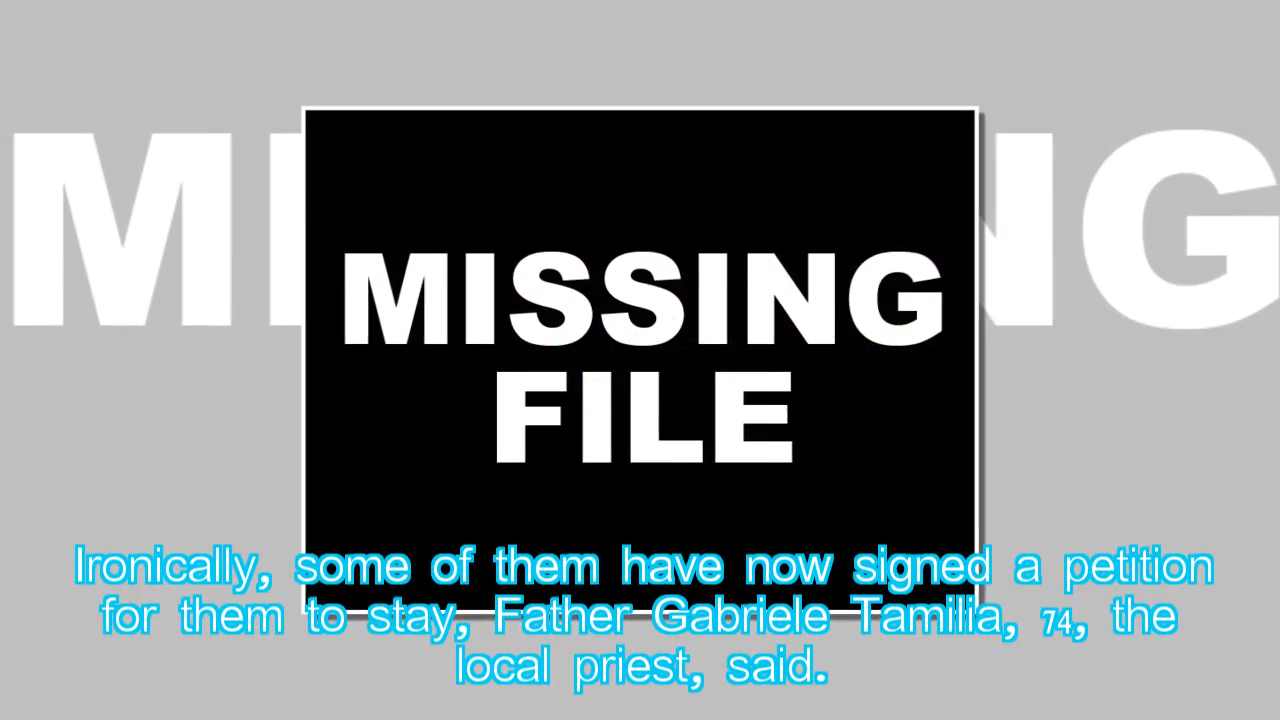 MISSING
FILE
Ironically, some of them have now signed a petition
for them to stay, Father Gabriele Tamilia, 74, the
local priest, said.